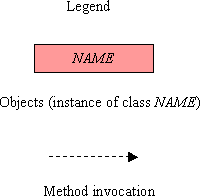 Legend
NAME
Objects (instance of class NAME)
Method invocation